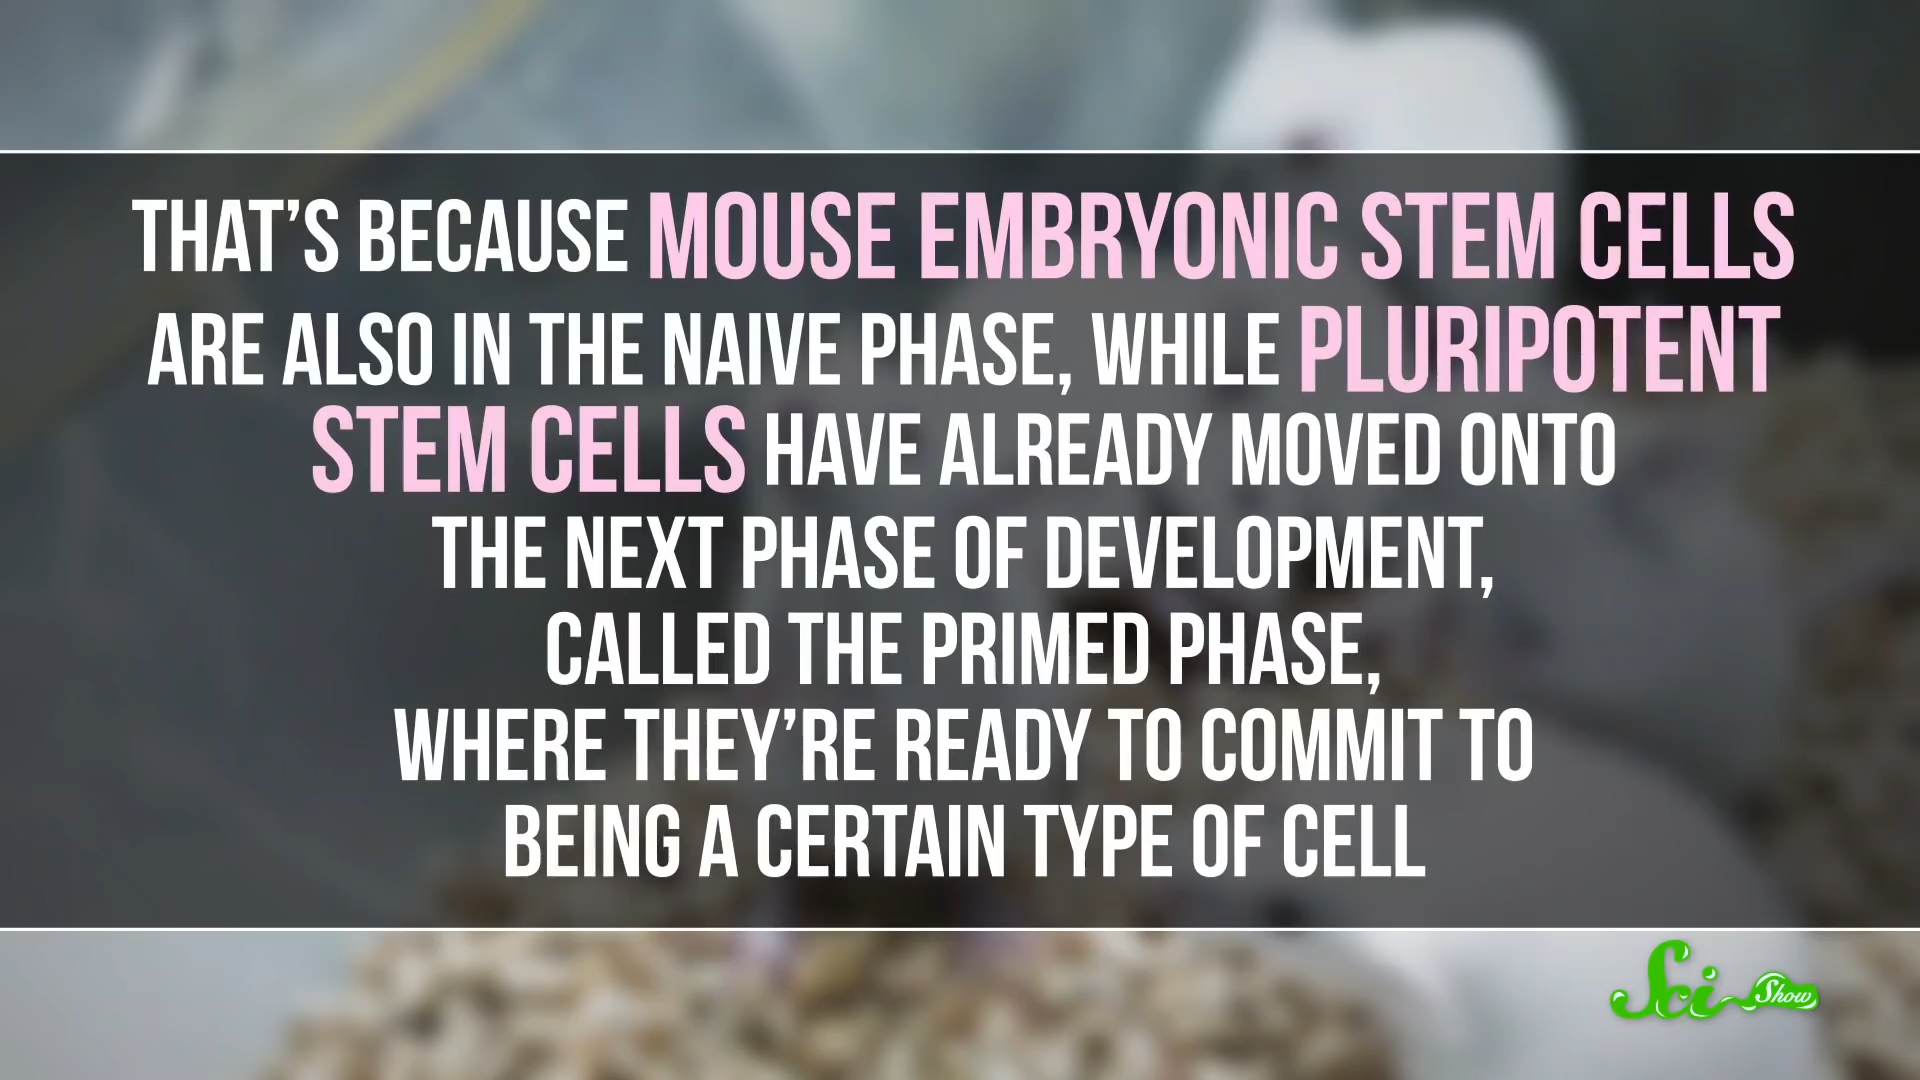 THAT'S BECAUSE MOUSE EMBRYONIC STEM CELLS
ARE ALSO IN THE NAIVE PHASE, WHILE PLURIPOTENT
STEM CELLS HAVE ALREADY MOVED ONTO
THE NEXT PHASE OF DEVELOPMENT,
CALLED THE PRIMED PHASE,
WHERE THEY'RE READY TO COMMIT TO
BEING A CERTAIN TYPE OF CELL
Sci Show